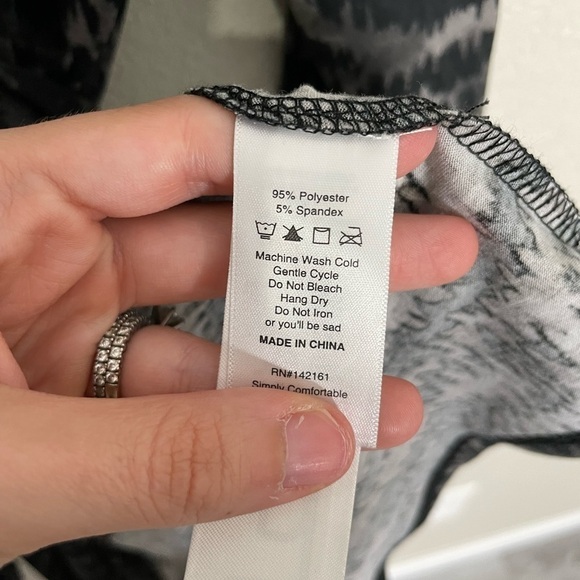 95% Polyester
5% Spandex
Machine Wash Cold
Gentle Cycle
Do Not Bleach
Hang Dry
Do Not Iron
or you'll be sad
MADE IN CHINA
RN#142161
Simply Comfortable